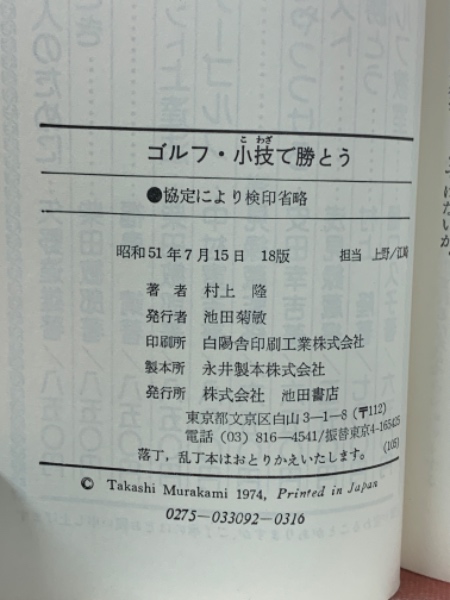 ゴルフ・小技で勝とう
こ わざ
●協定により検印省略
昭和51年7月15日 18版 担当 上野/江
著者 村上 隆
発行者 池田菊敏
印刷所 白陽舎印刷工業株式会社
製本所 永井製本株式会社
発行所 株式会社 池田書店
東京都文京区白山3—1—8(〒112)
電話(03)816—4541/振替東京4-165425
落丁,乱丁本はおとりかえいたします。 (105)
© Takashi Murakami 1974, Printed in Japan
0275—033092—0316